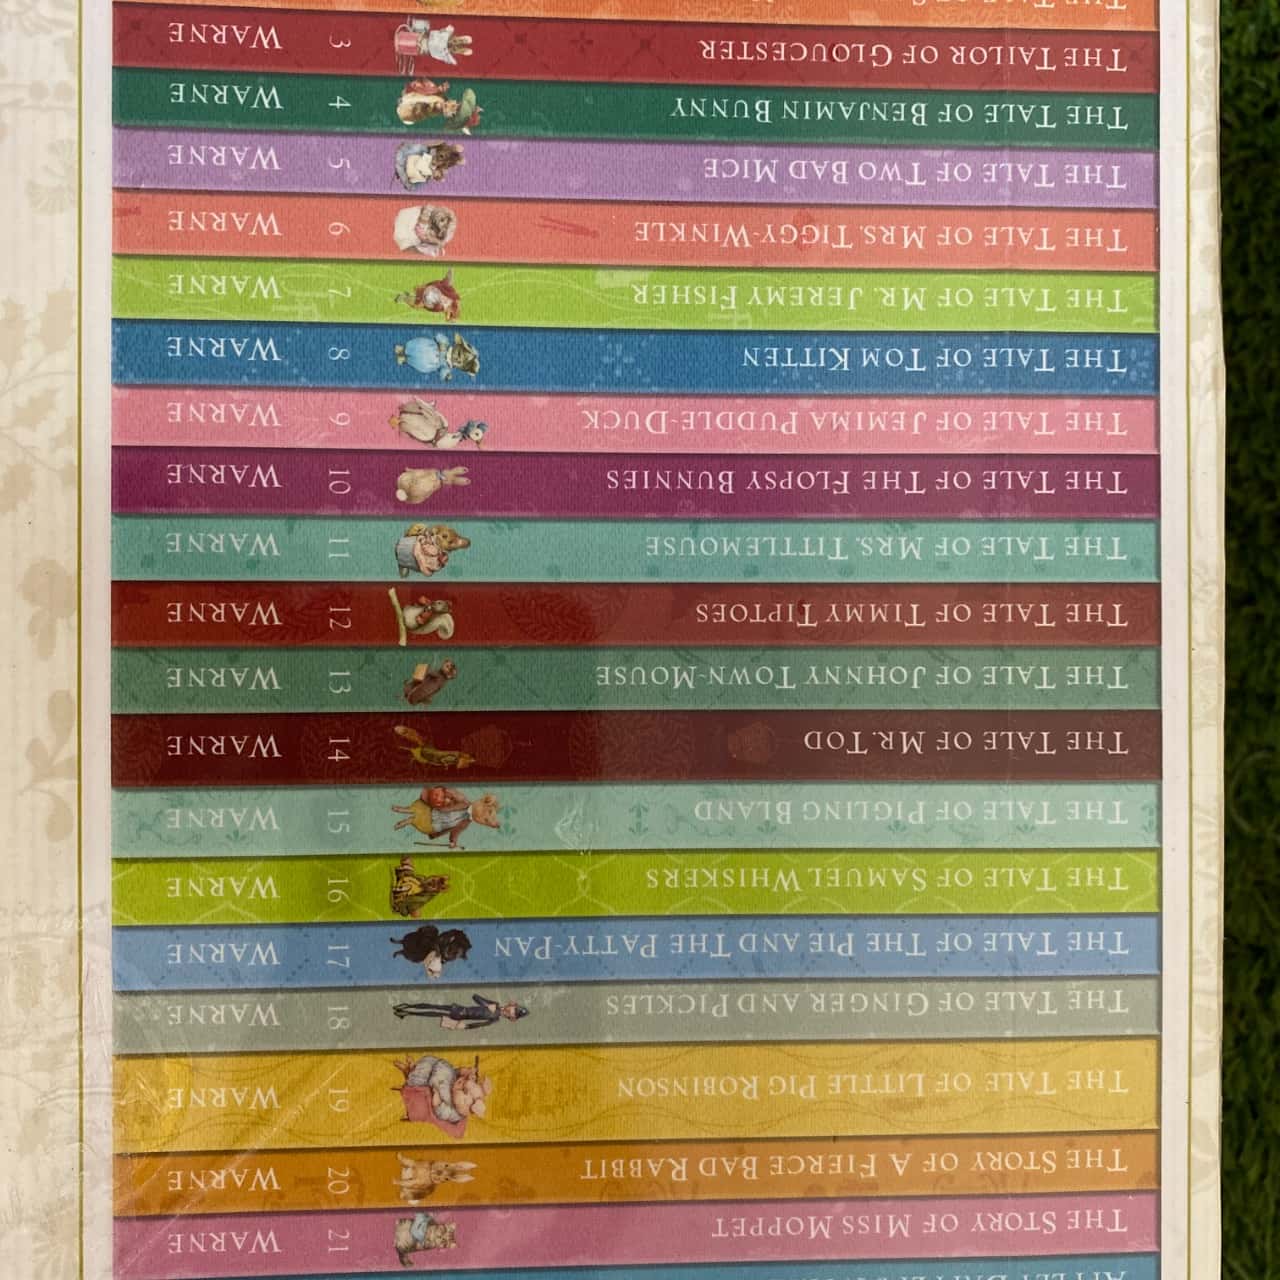 THE TALE OF S
THE TAILOR OF GLOUCESTER 3 WARNE
THE TALE OF BENJAMIN BUNNY 4 WARNE
THE TALE OF TWO BAD MICE 5 WARNE
THE TALE OF MRS. TIGGY-WINKLE 6 WARNE
THE TALE OF MR. JEREMY FISHER 7 WARNE
THE TALE OF TOM KITTEN 8 WARNE
THE TALE OF JEMIMA PUDDLE-DUCK 9 WARNE
THE TALE OF THE FLOPSY BUNNIES 10 WARNE
THE TALE OF MRS. TITTLEMOUSE 11 WARNE
THE TALE OF TIMMY TIPTOES 12 WARNE
THE TALE OF JOHNNY TOWN-MOUSE 13 WARNE
THE TALE OF MR. TOD 14 WARNE
THE TALE OF PIGLING BLAND 15 WARNE
THE TALE OF SAMUEL WHISKERS 16 WARNE
THE TALE OF THE PIE AND THE PATTY-PAN 17 WARNE
THE TALE OF GINGER AND PICKLES 18 WARNE
THE TALE OF LITTLE PIG ROBINSON 19 WARNE
THE STORY OF A FIERCE BAD RABBIT 20 WARNE
THE STORY OF MISS MOPPET 21 WARNE
APPLEY DAPPLY'S